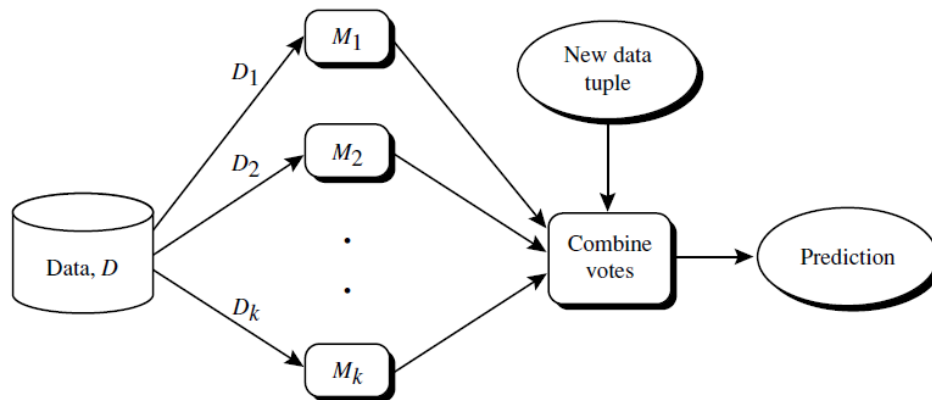 D1
M1
New data
tuple
D2
M2
Data, D
Combine
votes
Prediction
Dk
Mk